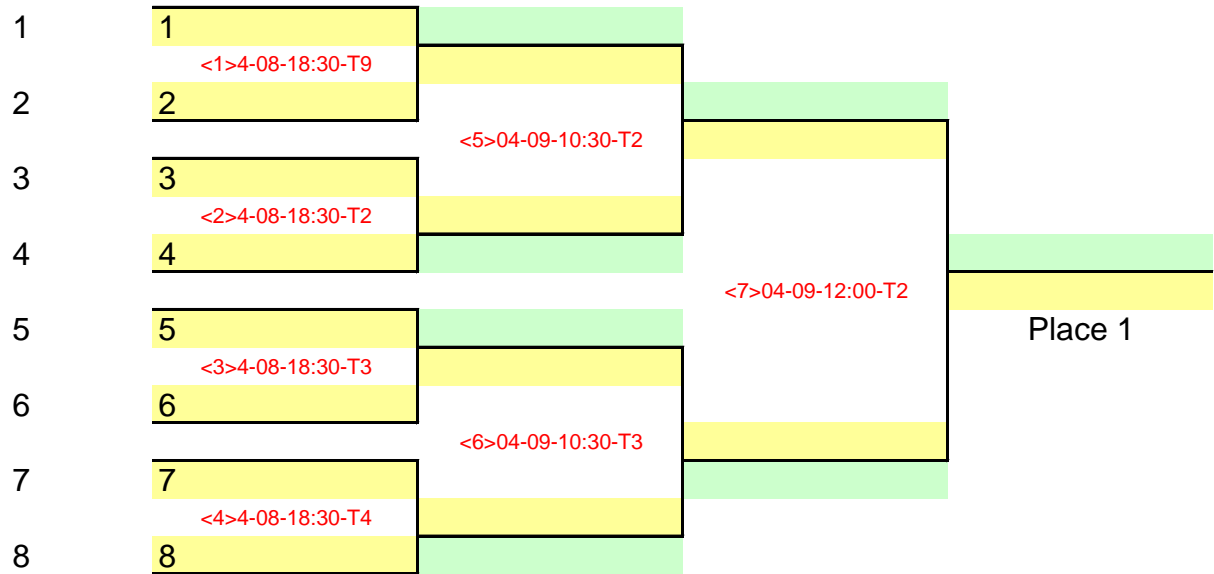 1 1
<1>4-08-18:30-T9
2 2
<5>04-09-10:30-T2
3 3
<2>4-08-18:30-T2
4 4
<7>04-09-12:00-T2
5 5 Place 1
<3>4-08-18:30-T3
6 6
<6>04-09-10:30-T3
7 7
<4>4-08-18:30-T4
8 8